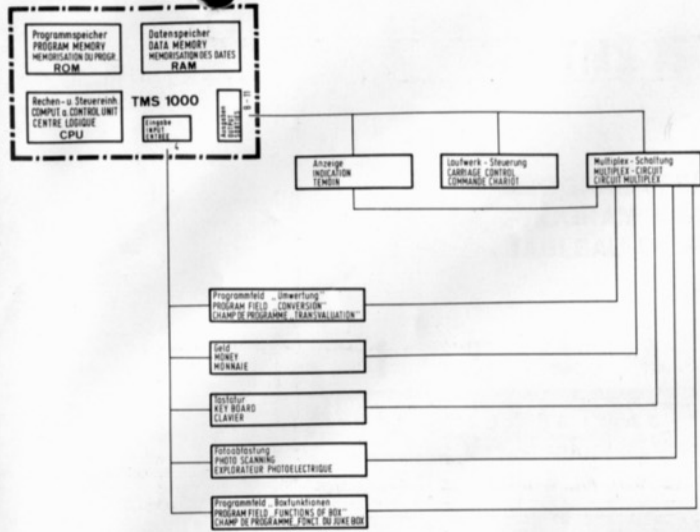 Programmspeicher
PROGRAM MEMORY
MEMORISATION DU PROGR.
ROM
Datenspeicher
DATA MEMORY
MEMORISATION DES DATES
RAM
Rechen- u. Steuereinh.
COMPUT a. CONTROL UNIT
CENTRE LOGIQUE
CPU
TMS 1000
Eingabe
INPUT
ENTREE
4
Ausgaben
OUTPUT
SORTIES
Anzeige
INDICATION
TEMOIN
Laufwerk - Steuerung
CARRIAGE CONTROL
COMMANDE CHARIOT
Multiplex - Schaltung
MULTIPLEX - CIRCUIT
CIRCUIT MULTIPLEX
Programmfeld „Umwertung"
PROGRAM FIELD „CONVERSION"
CHAMP DE PROGRAMME „TRANSVALUATION"
Geld
MONEY
MONNAIE
Tastatur
KEY BOARD
CLAVIER
Fotoabtastung
PHOTO SCANNING
EXPLORATEUR PHOTOELECTRIQUE
Programmfeld „Boxfunktionen"
PROGRAM FIELD „FUNCTIONS OF BOX"
CHAMP DE PROGRAMME „FONCT. DU JUKE BOX